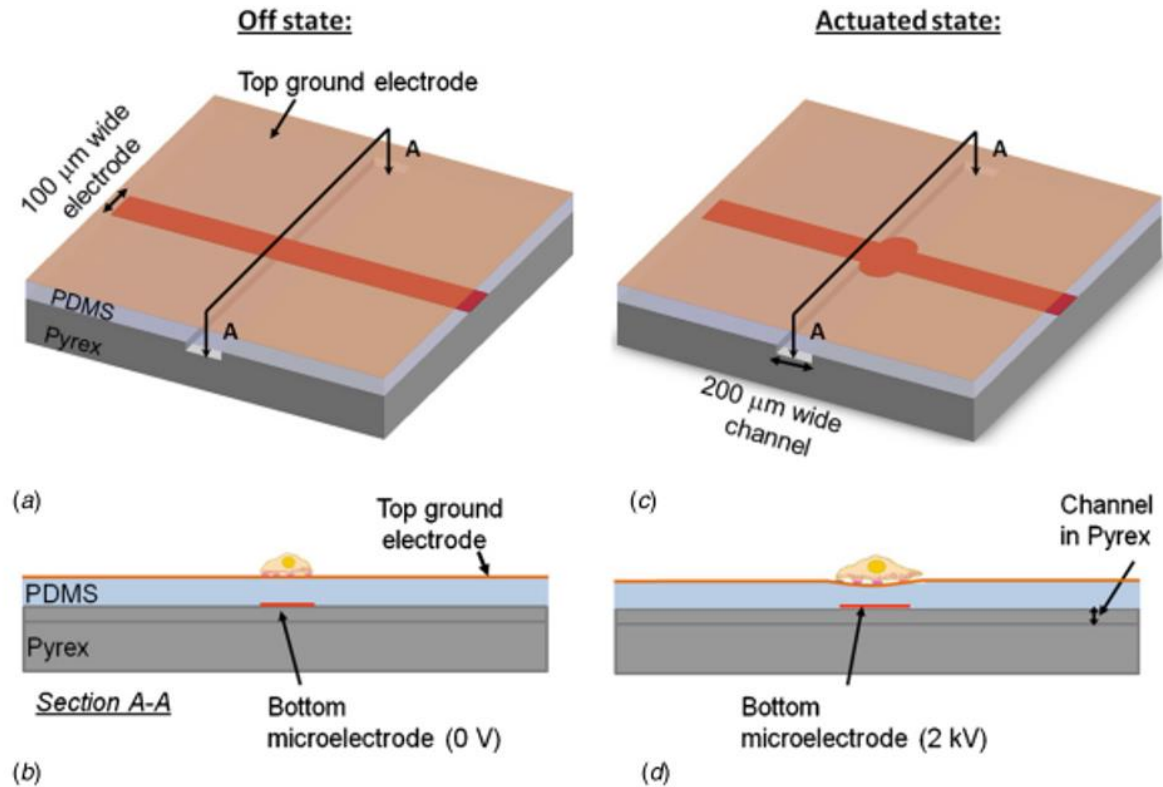 Off state:
Actuated state:
Top ground electrode
A
100 μm wide
electrode
PDMS
Pyrex
A
A
A
200 μm wide
channel
(a)
(c)
Top ground
electrode
Channel
in Pyrex
PDMS
Pyrex
Section A-A
Bottom
microelectrode (0 V)
Bottom
microelectrode (2 kV)
(b)
(d)